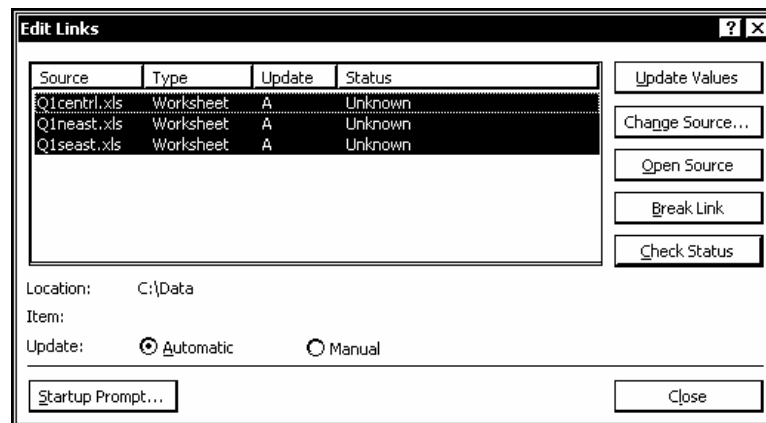 Edit Links
Source Type Update Status
Q1centrl.xls Worksheet A Unknown
Q1neast.xls Worksheet A Unknown
Q1seast.xls Worksheet A Unknown
Update Values
Change Source...
Open Source
Break Link
Check Status
Location: C:\Data
Item:
Update: Automatic Manual
Startup Prompt... Close